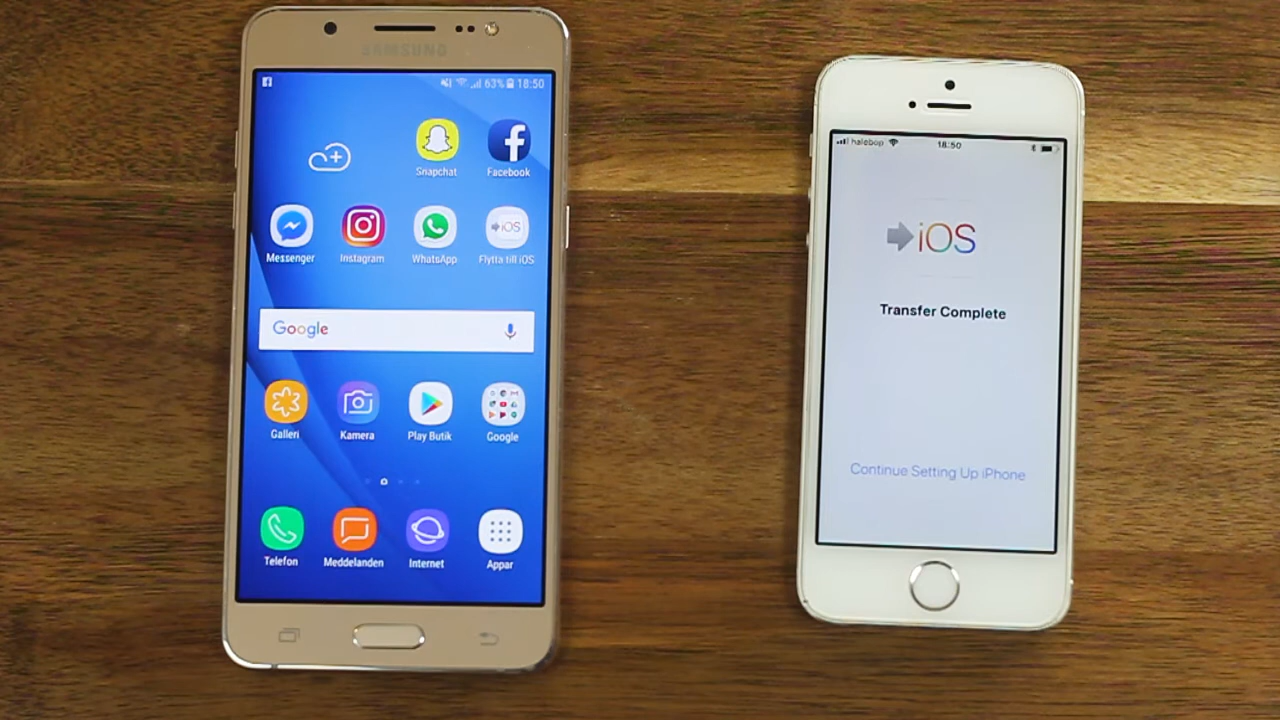 SAMSUNG
63% 18:50
Snapchat
Facebook
Messenger
Instagram
WhatsApp
iOS
Flytta till iOS
Google
Galleri
Kamera
Play Butik
Google
Telefon
Meddelanden
Internet
Appar
halebop
18:50
iOS
Transfer Complete
Continue Setting Up iPhone